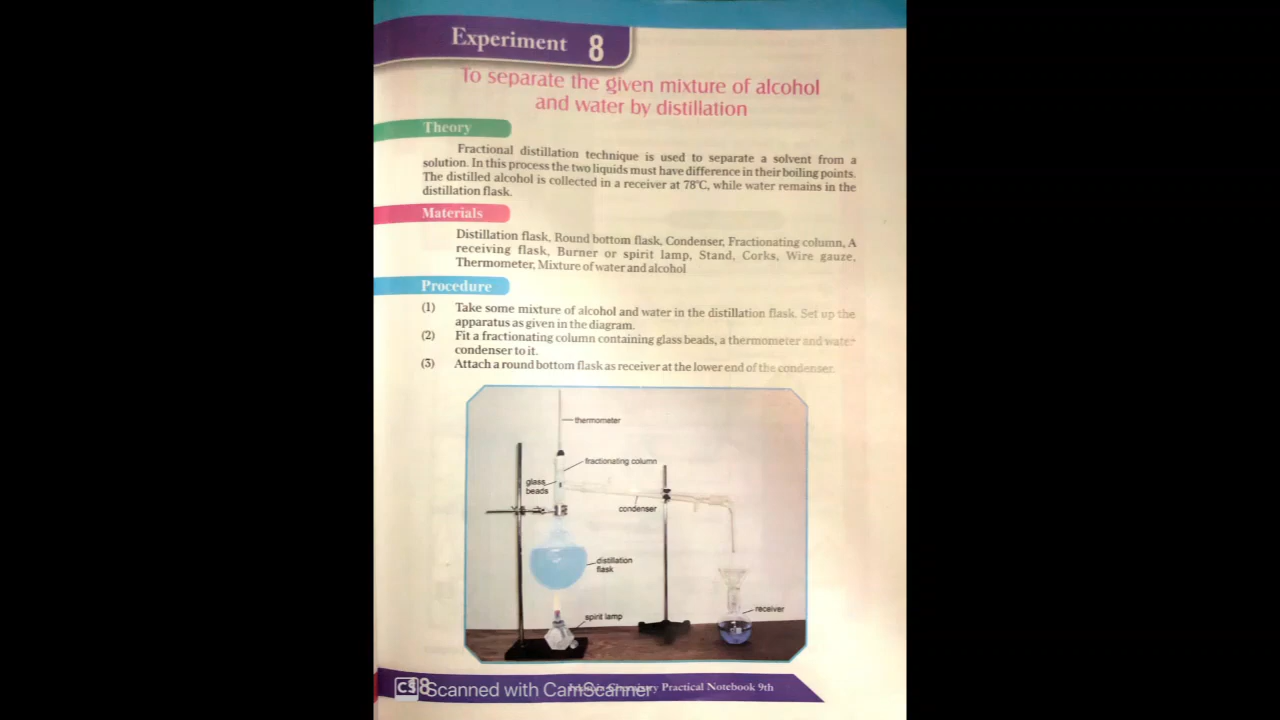 Experiment 8
To separate the given mixture of alcohol
and water by distillation
Theory
Fractional distillation technique is used to separate a solvent from a
solution. In this process the two liquids must have difference in their boiling points.
The distilled alcohol is collected in a receiver at 78°C, while water remains in the
distillation flask.
Materials
Distillation flask, Round bottom flask, Condenser, Fractionating column, A
receiving flask, Burner or spirit lamp, Stand, Corks, Wire gauze,
Thermometer, Mixture of water and alcohol
Procedure
(1) Take some mixture of alcohol and water in the distillation flask. Set up the
apparatus as given in the diagram.
(2) Fit a fractionating column containing glass beads, a thermometer and water
condenser to it.
(3) Attach a round bottom flask as receiver at the lower end of the condenser.
thermometer
fractionating column
glass
beads
condenser
distillation
flask
receiver
spirit lamp
CS Scanned with CamScanner
Practical Notebook 9th